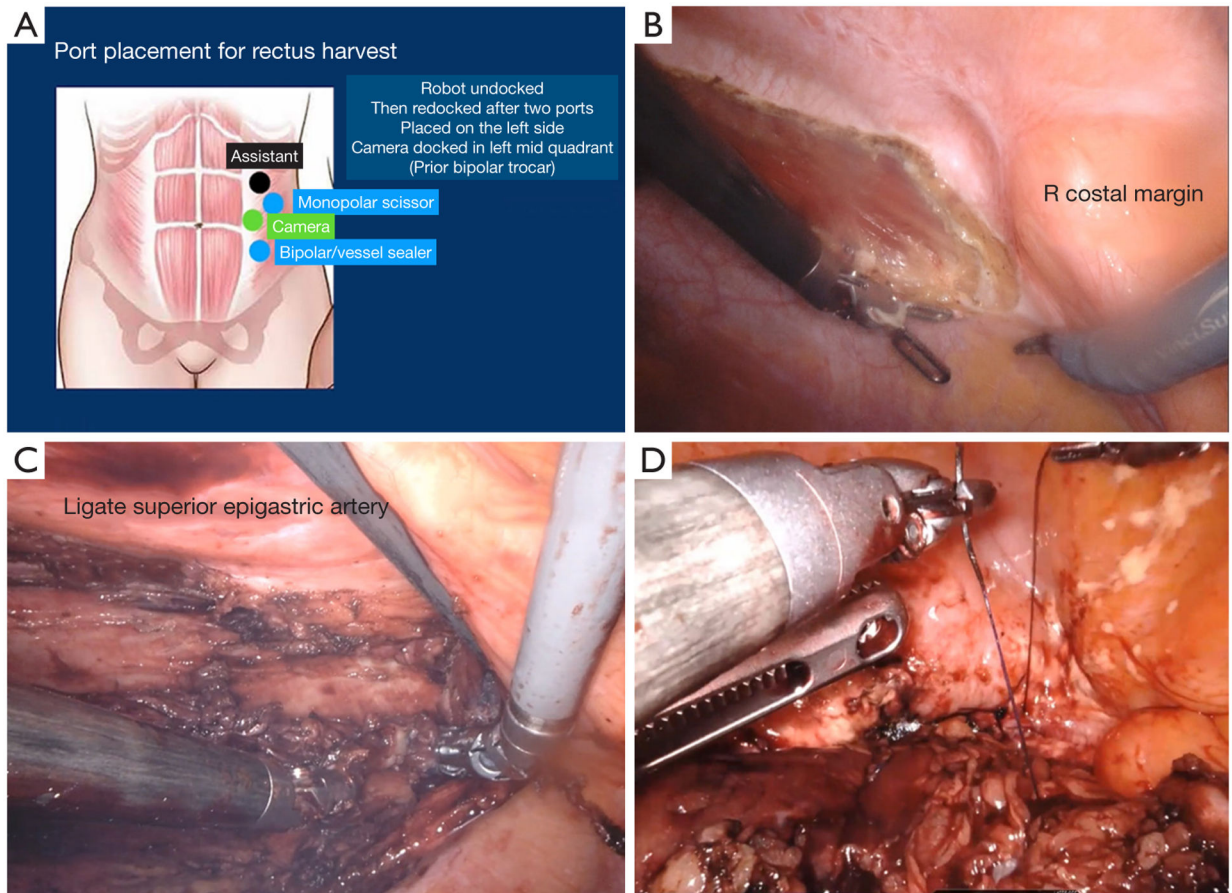 A
Port placement for rectus harvest
Robot undocked
Then redocked after two ports
Placed on the left side
Camera docked in left mid quadrant
(Prior bipolar trocar)
Assistant
Monopolar scissor
Camera
Bipolar/vessel sealer
B
R costal margin
C
Ligate superior epigastric artery
D